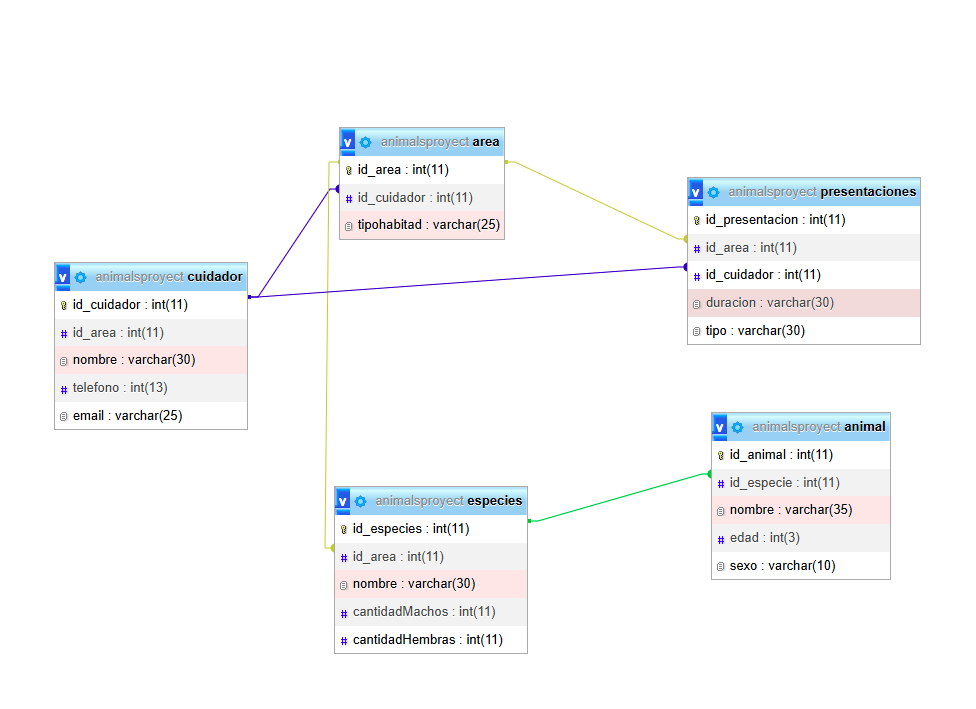 v animalsproyect area
id_area : int(11)
# id_cuidador : int(11)
tipohabitad : varchar(25)
v animalsproyect presentaciones
id_presentacion : int(11)
# id_area : int(11)
# id_cuidador : int(11)
duracion : varchar(30)
tipo : varchar(30)
v animalsproyect cuidador
id_cuidador : int(11)
# id_area : int(11)
nombre : varchar(30)
# telefono : int(13)
email : varchar(25)
v animalsproyect animal
id_animal : int(11)
# id_especie : int(11)
nombre : varchar(35)
# edad : int(3)
sexo : varchar(10)
v animalsproyect especies
id_especies : int(11)
# id_area : int(11)
nombre : varchar(30)
# cantidadMachos : int(11)
# cantidadHembras : int(11)